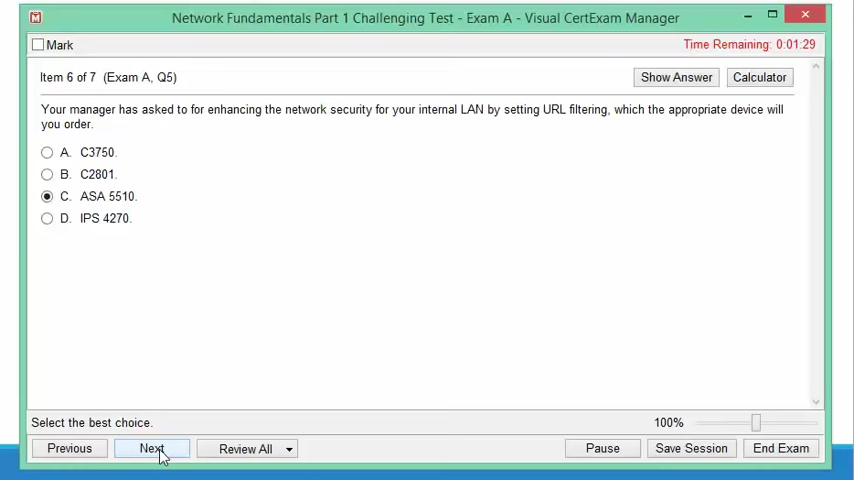 Network Fundamentals Part 1 Challenging Test - Exam A - Visual CertExam Manager
Mark
Time Remaining: 0:01:29
Item 6 of 7 (Exam A, Q5)
Show Answer
Calculator
Your manager has asked to for enhancing the network security for your internal LAN by setting URL filtering, which the appropriate device will
you order.
A. C3750.
B. C2801.
C. ASA 5510.
D. IPS 4270.
Select the best choice.
100%
Previous
Next
Review All
Pause
Save Session
End Exam